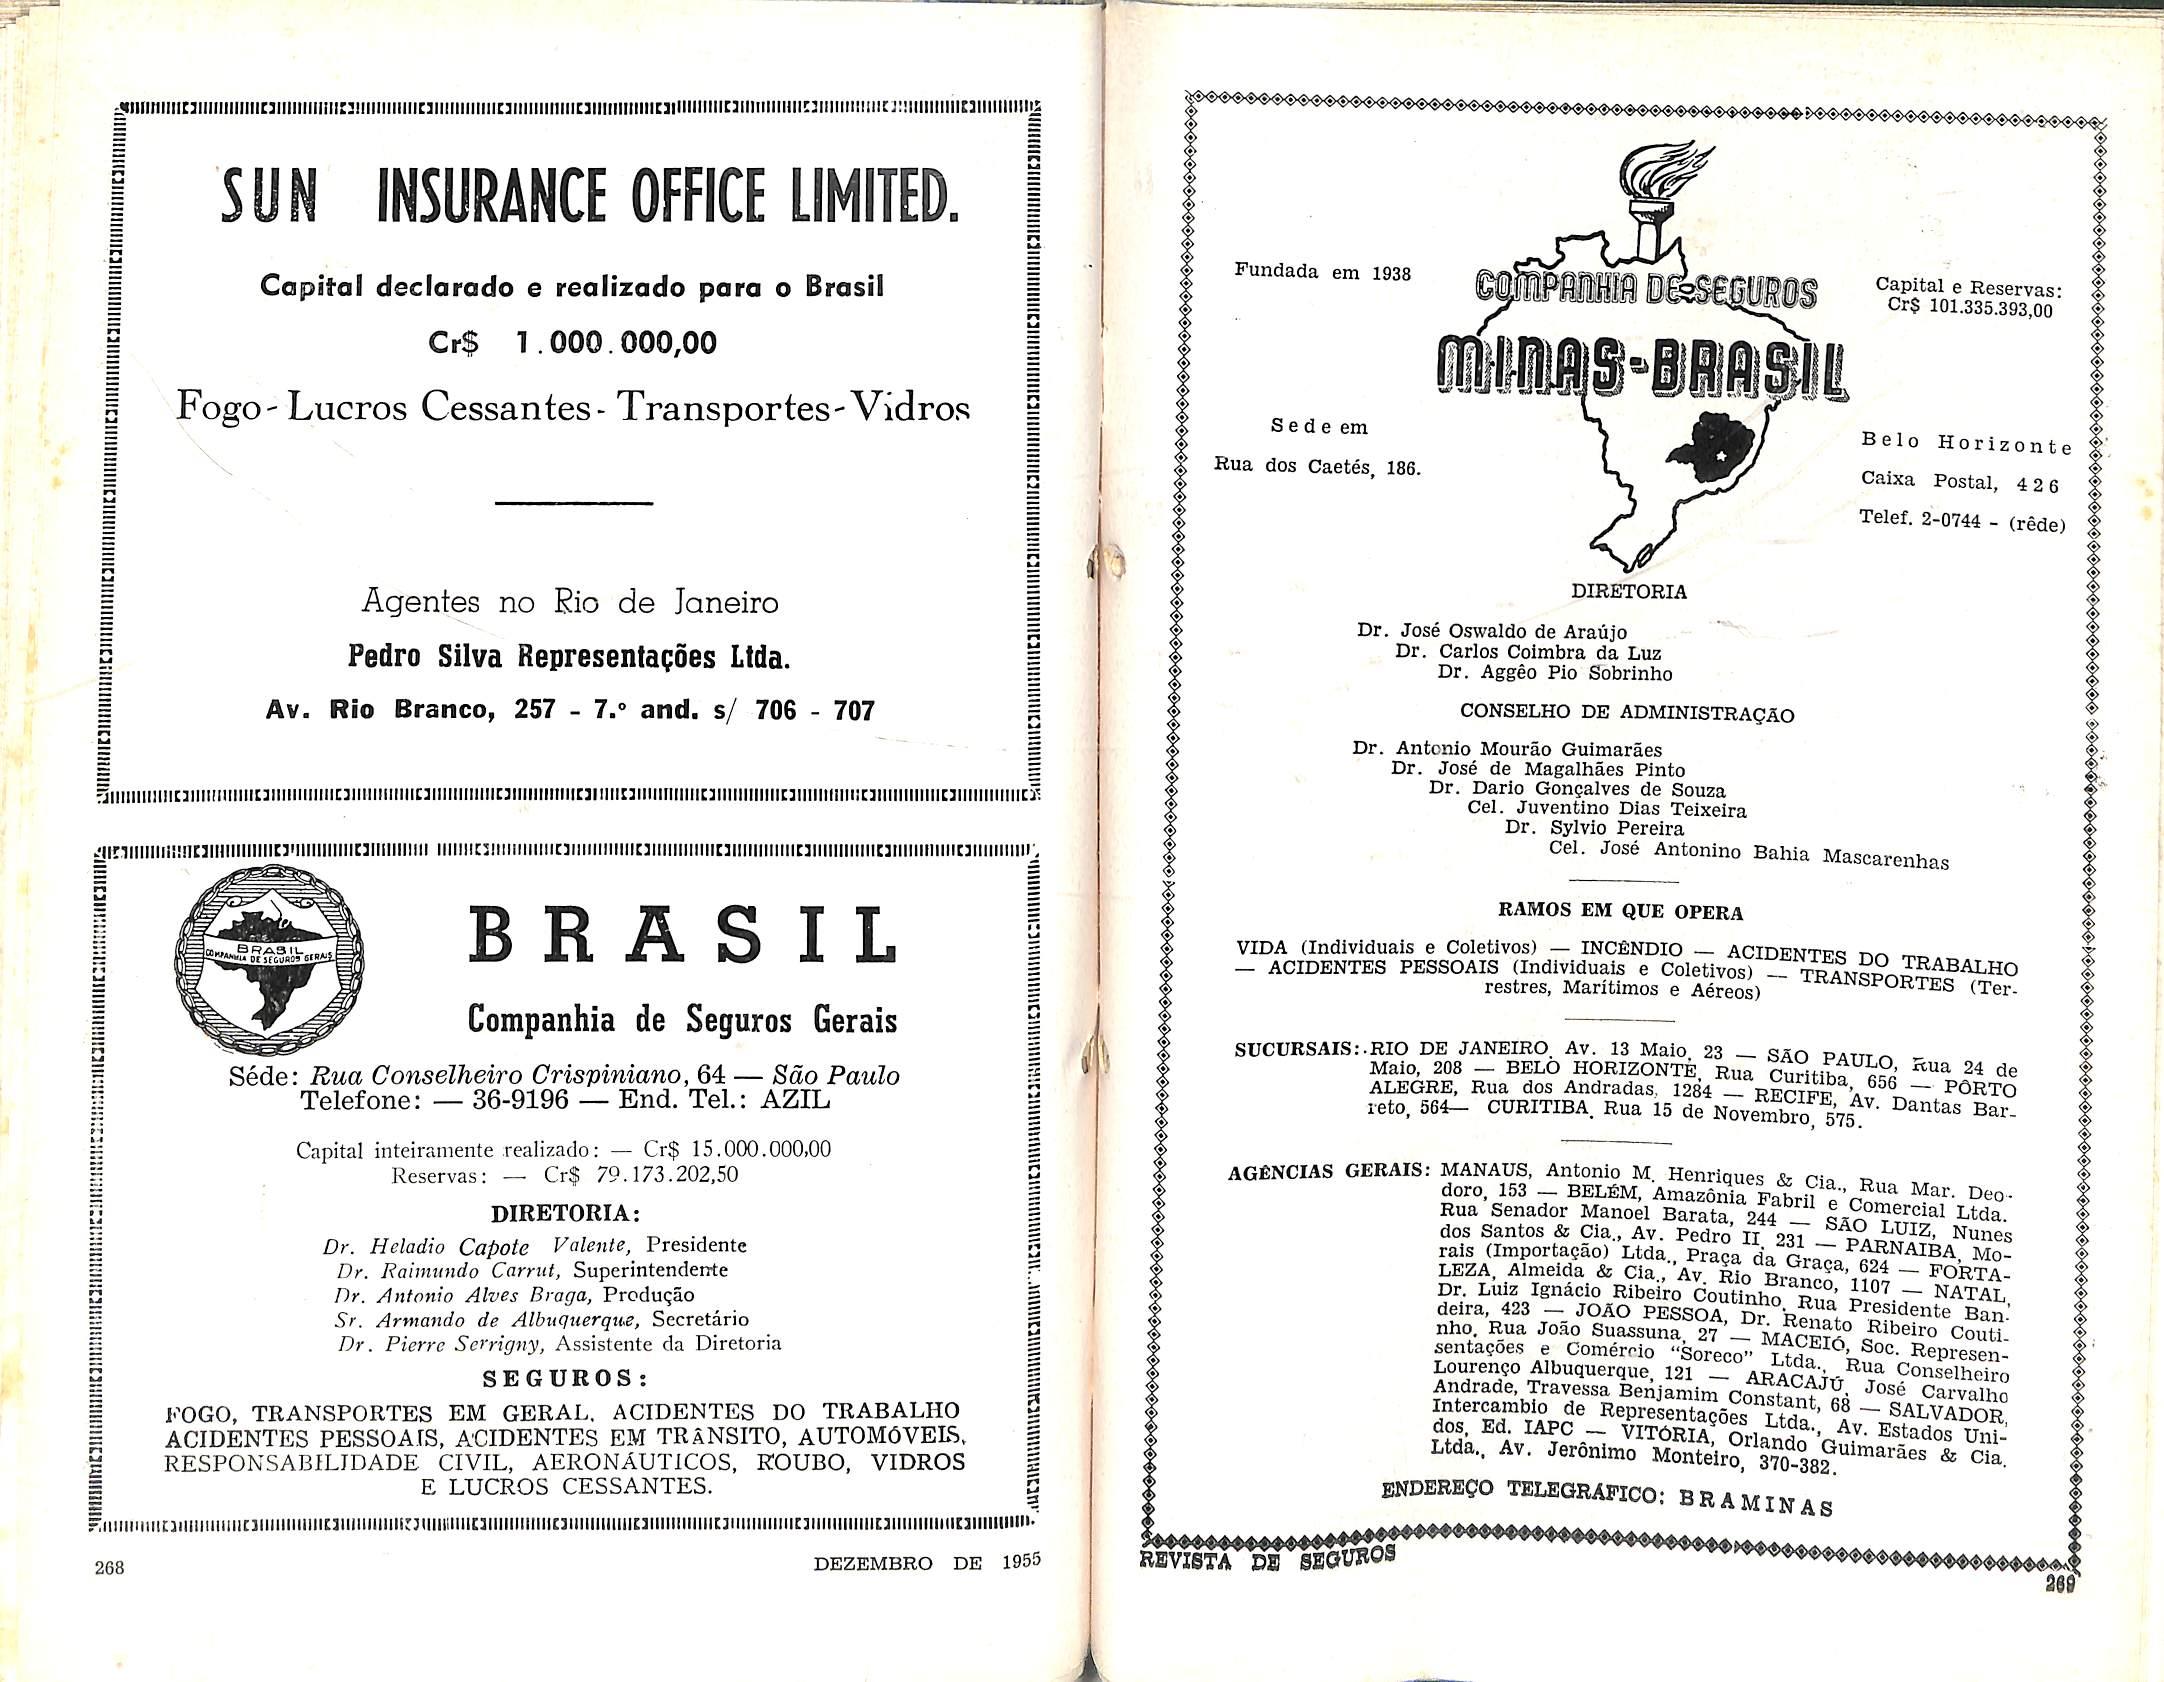 SUN INSURANCE OFFICE LIMITED.
Capital declarado e realizado para o Brasil
Cr$ 1.000.000,00
Fogo - Lucros Cessantes - Transportes - Vidros
Agentes no Rio de Janeiro
Pedro Silva Representações Ltda.
Av. Rio Branco, 257 - 7.º and. s/ 706 - 707
BRASIL
COMPANHIA DE SEGUROS GERAIS
BRASIL
Companhia de Seguros Gerais
Séde: Rua Conselheiro Crispiniano, 64 — São Paulo
Telefone: — 36-9196 — End. Tel.: AZIL
Capital inteiramente realizado: — Cr$ 15.000.000,00
Reservas: — Cr$ 79.173.202,50
DIRETORIA:
Dr. Heladio Capote Valente, Presidente
Dr. Raimundo Carrut, Superintendente
Dr. Antonio Alves Braga, Produção
Sr. Armando de Albuquerque, Secretário
Dr. Pierre Serrigny, Assistente da Diretoria
SEGUROS:
FOGO, TRANSPORTES EM GERAL, ACIDENTES DO TRABALHO
ACIDENTES PESSOAIS, ACIDENTES EM TRÂNSITO, AUTOMÓVEIS,
RESPONSABILIDADE CIVIL, AERONÁUTICOS, ROUBO, VIDROS
E LUCROS CESSANTES.
268
DEZEMBRO DE 1955
Fundada em 1938
COMPANHIA DE SEGUROS
MINAS-BRASIL
Capital e Reservas:
Cr$ 101.335.393,00
Sede em
Rua dos Caetés, 186.
Belo Horizonte
Caixa Postal, 426
Telef. 2-0744 - (rêde)
DIRETORIA
Dr. José Oswaldo de Araújo
Dr. Carlos Coimbra da Luz
Dr. Aggêo Pio Sobrinho
CONSELHO DE ADMINISTRAÇÃO
Dr. Antonio Mourão Guimarães
Dr. José de Magalhães Pinto
Dr. Dario Gonçalves de Souza
Cel. Juventino Dias Teixeira
Dr. Sylvio Pereira
Cel. José Antonino Bahia Mascarenhas
RAMOS EM QUE OPERA
VIDA (Individuais e Coletivos) — INCÊNDIO — ACIDENTES DO TRABALHO
— ACIDENTES PESSOAIS (Individuais e Coletivos) — TRANSPORTES (Ter-
restres, Marítimos e Aéreos)
SUCURSAIS: RIO DE JANEIRO, Av. 13 Maio, 23 — SÃO PAULO, Rua 24 de
Maio, 208 — BELO HORIZONTE, Rua Curitiba, 656 — PÔRTO
ALEGRE, Rua dos Andradas, 1284 — RECIFE, Av. Dantas Bar-
reto, 564— CURITIBA, Rua 15 de Novembro, 575.
AGÊNCIAS GERAIS: MANAUS, Antonio M. Henriques & Cia., Rua Mar. Deo-
doro, 153 — BELÉM, Amazônia Fabril e Comercial Ltda.
Rua Senador Manoel Barata, 244 — SÃO LUIZ, Nunes
dos Santos & Cia., Av. Pedro II, 231 — PARNAIBA, Mo-
rais (Importação) Ltda., Praça da Graça, 624 — FORTA-
LEZA, Almeida & Cia., Av. Rio Branco, 1107 — NATAL,
Dr. Luiz Ignácio Ribeiro Coutinho, Rua Presidente Ban-
deira, 423 — JOÃO PESSOA, Dr. Renato Ribeiro Couti-
nho, Rua João Suassuna, 27 — MACEIÓ, Soc. Represen-
sentações e Comércio "Soreco" Ltda., Rua Conselheiro
Lourenço Albuquerque, 121 — ARACAJÚ, José Carvalho
Andrade, Travessa Benjamim Constant, 68 — SALVADOR,
Intercambio de Representações Ltda., Av. Estados Uni-
dos, Ed. IAPC — VITÓRIA, Orlando Guimarães & Cia.
Ltda., Av. Jerônimo Monteiro, 370-382.
ENDEREÇO TELEGRÁFICO: BRAMINAS
REVISTA DE SEGUROS
269